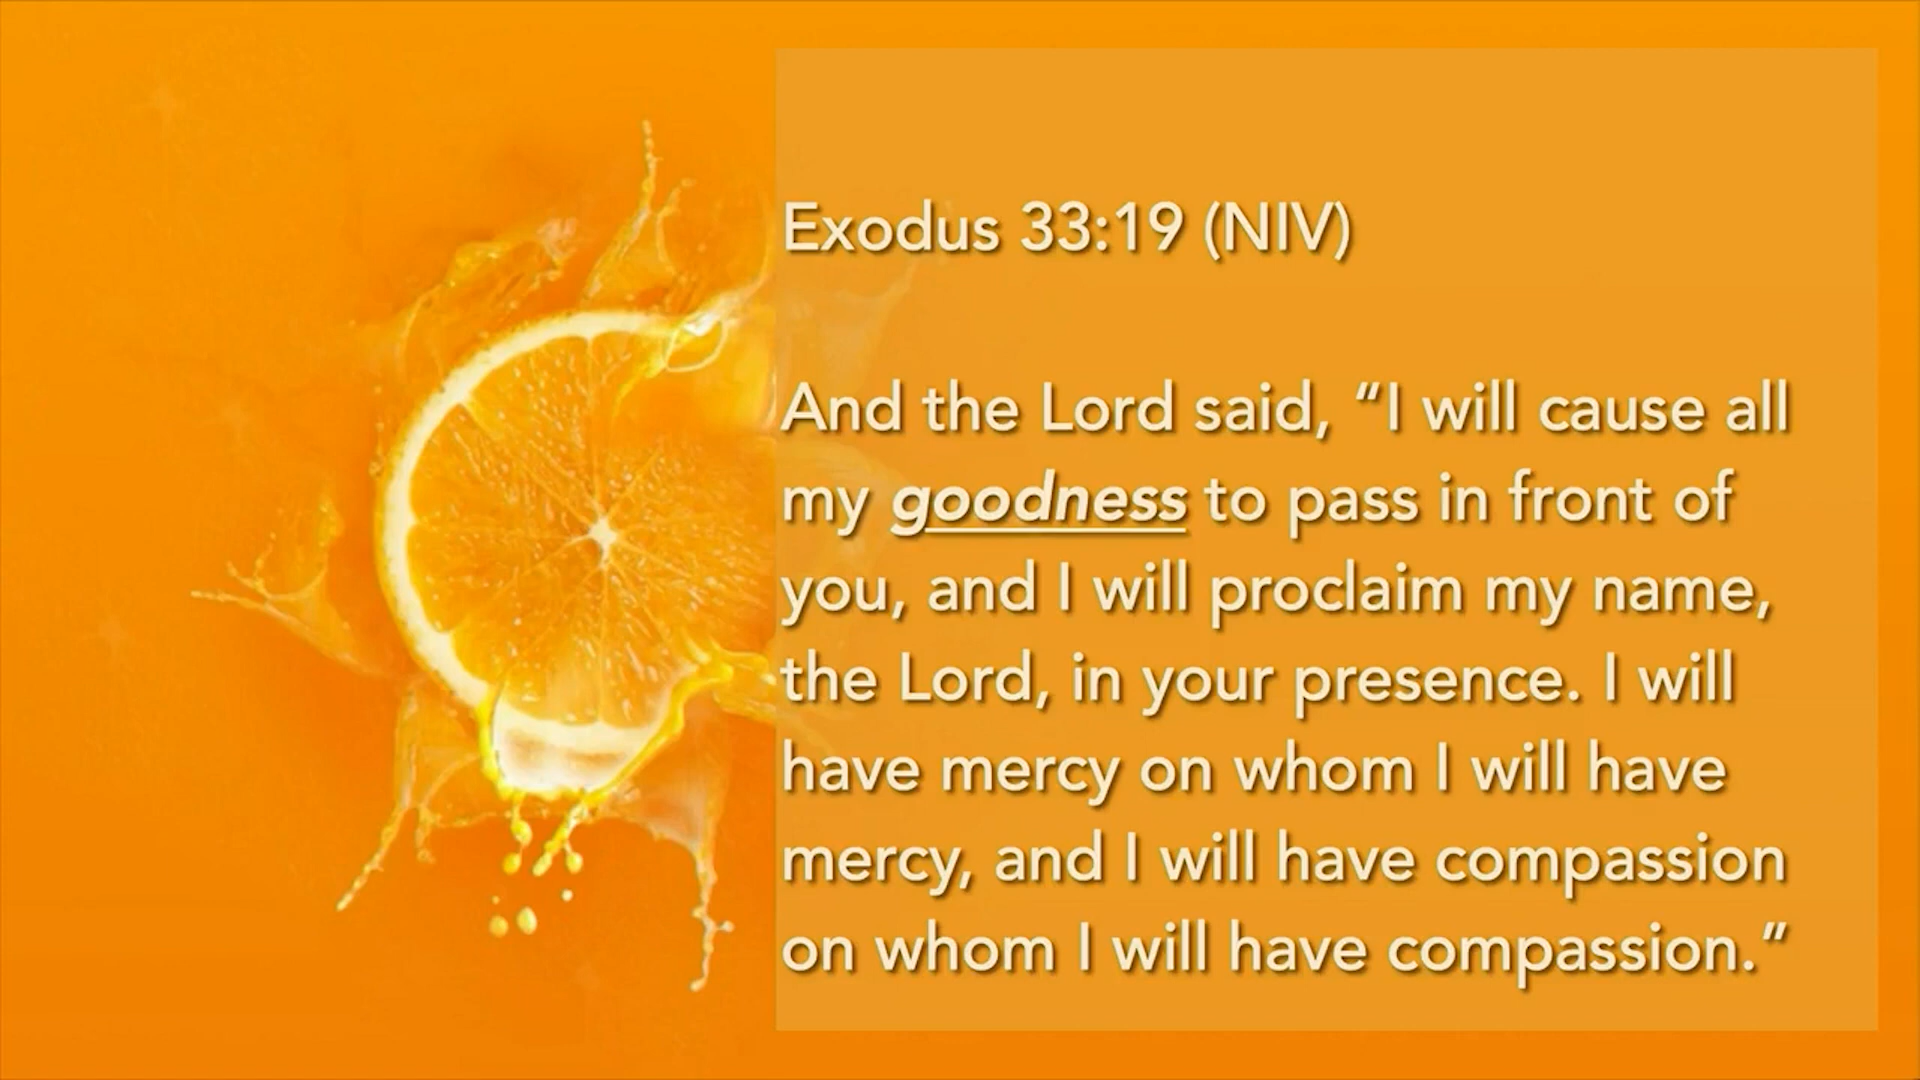 Exodus 33:19 (NIV)
And the Lord said, “I will cause all
my goodness to pass in front of
you, and I will proclaim my name,
the Lord, in your presence. I will
have mercy on whom I will have
mercy, and I will have compassion
on whom I will have compassion.”